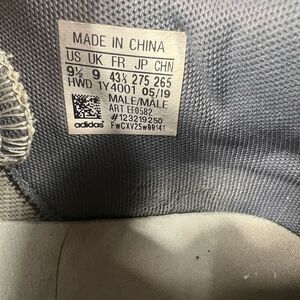 MADE IN CHINA
US UK FR JP CHN
9½ 9 43⅓ 275 265
HWD 1Y4001 05/19
MALE/MALE
ART EF0582
#123219250
adidas